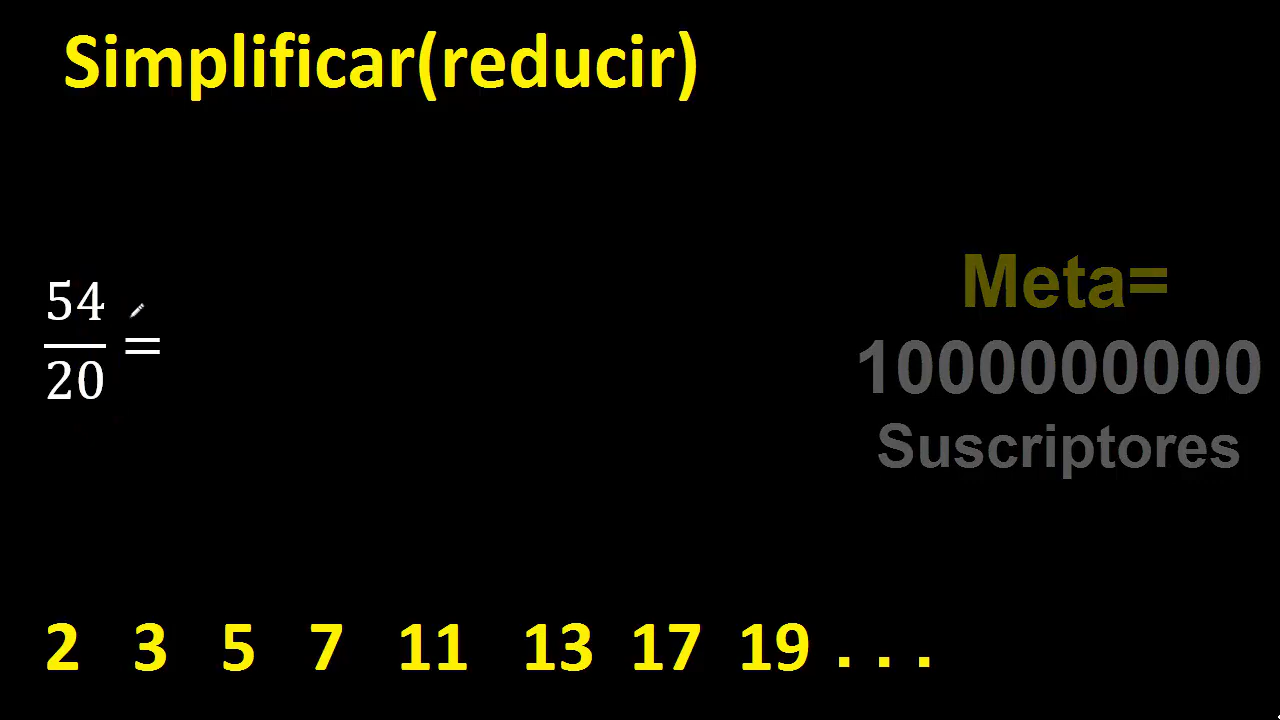 Simplificar(reducir)
54
20
=
Meta=
1000000000
Suscriptores
2 3 5 7 11 13 17 19 . . .